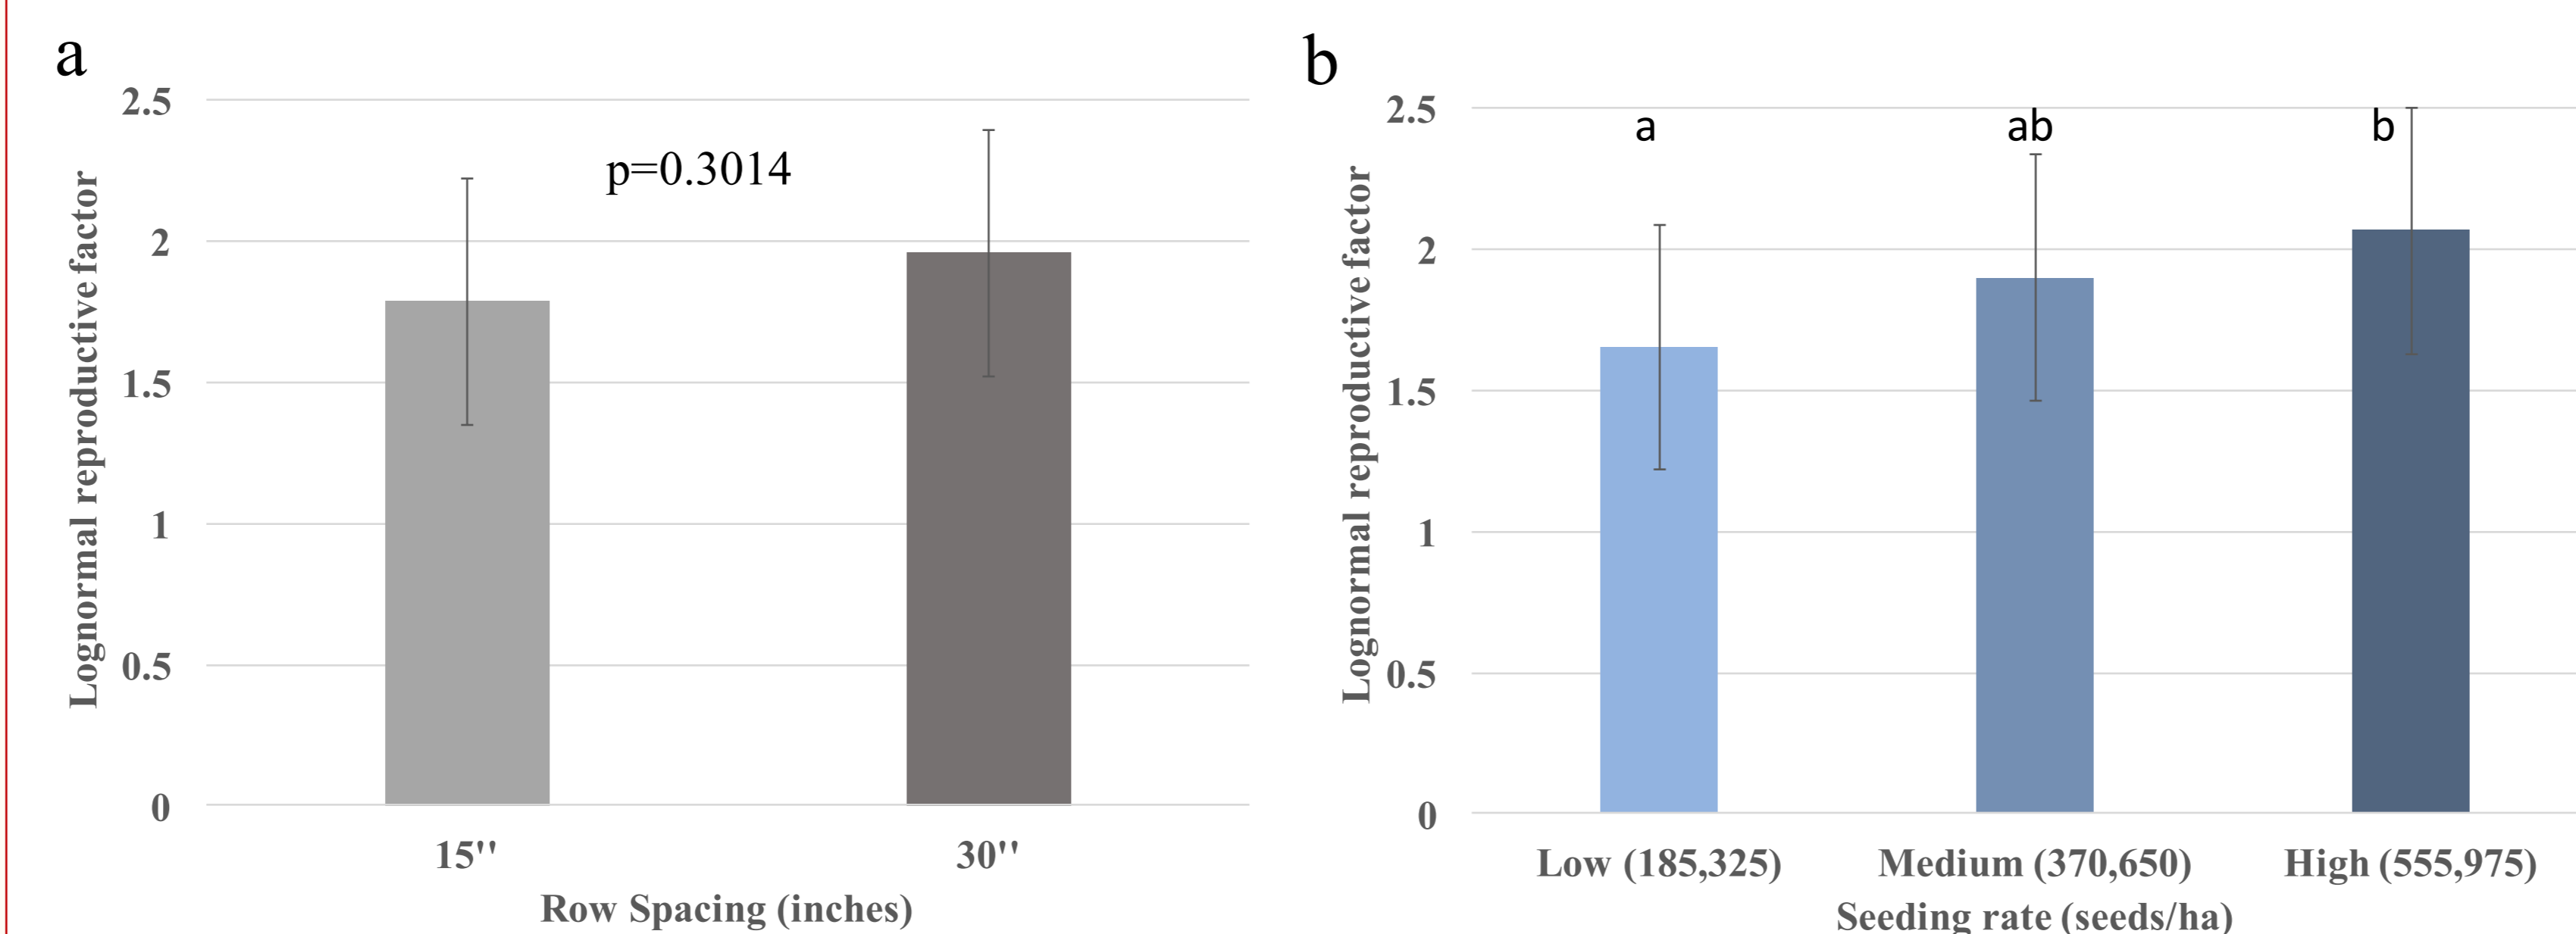 a
2.5
2
1.5
1
0.5
0
Lognormal reproductive factor
p=0.3014
15''
30''
Row Spacing (inches)
b
2.5
2
1.5
1
0.5
0
Lognormal reproductive factor
a
ab
b
Low (185,325)
Medium (370,650)
High (555,975)
Seeding rate (seeds/ha)